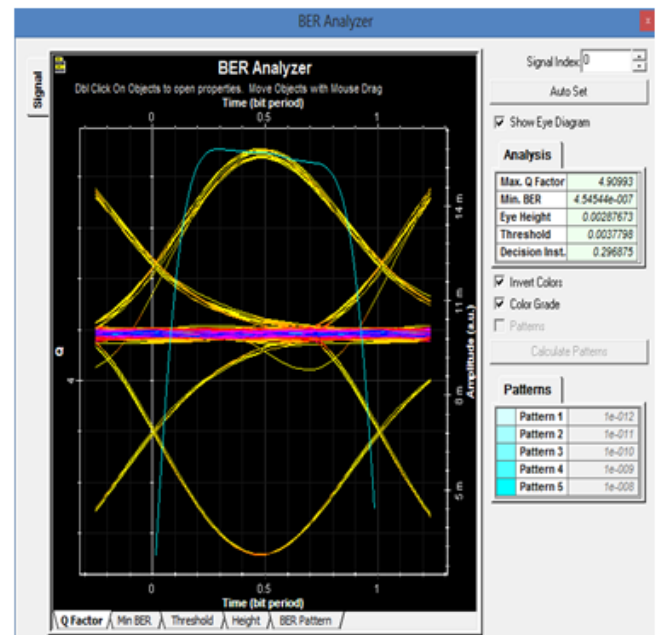 BER Analyzer
x
Signal
BER Analyzer
Dbl Click On Objects to open properties. Move Objects with Mouse Drag
Time (bit period)
0 0.5 1
Q
4
14 m
11 m
8 m
5 m
Amplitude (a.u.)
0 0.5 1
Time (bit period)
Q Factor Min BER Threshold Height BER Pattern
Signal Index: 0
Auto Set
Show Eye Diagram
Analysis
Max. Q Factor 4.90993
Min. BER 4.54544e-007
Eye Height 0.00287673
Threshold 0.0037798
Decision Inst. 0.296875
Invert Colors
Color Grade
Patterns
Calculate Patterns
Patterns
Pattern 1 1e-012
Pattern 2 1e-011
Pattern 3 1e-010
Pattern 4 1e-009
Pattern 5 1e-008